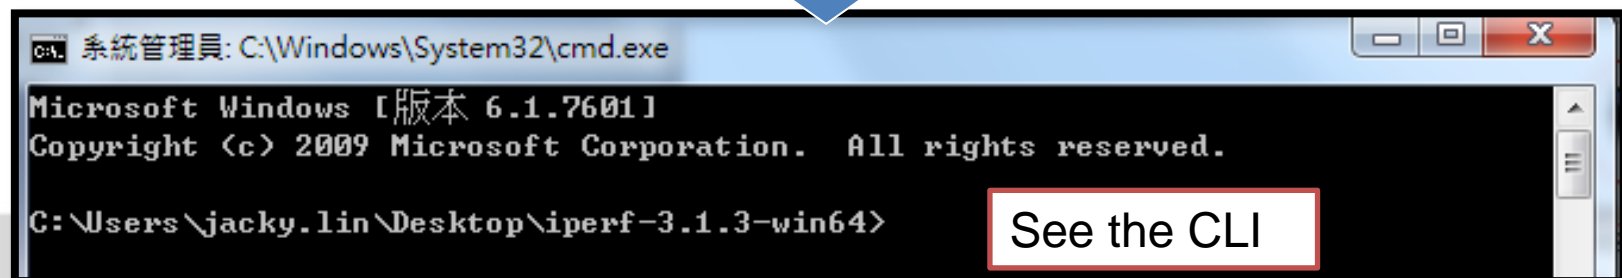 系統管理員: C:\Windows\System32\cmd.exe
Microsoft Windows [版本 6.1.7601]
Copyright (c) 2009 Microsoft Corporation.  All rights reserved.
C:\Users\jacky.lin\Desktop\iperf-3.1.3-win64>
See the CLI